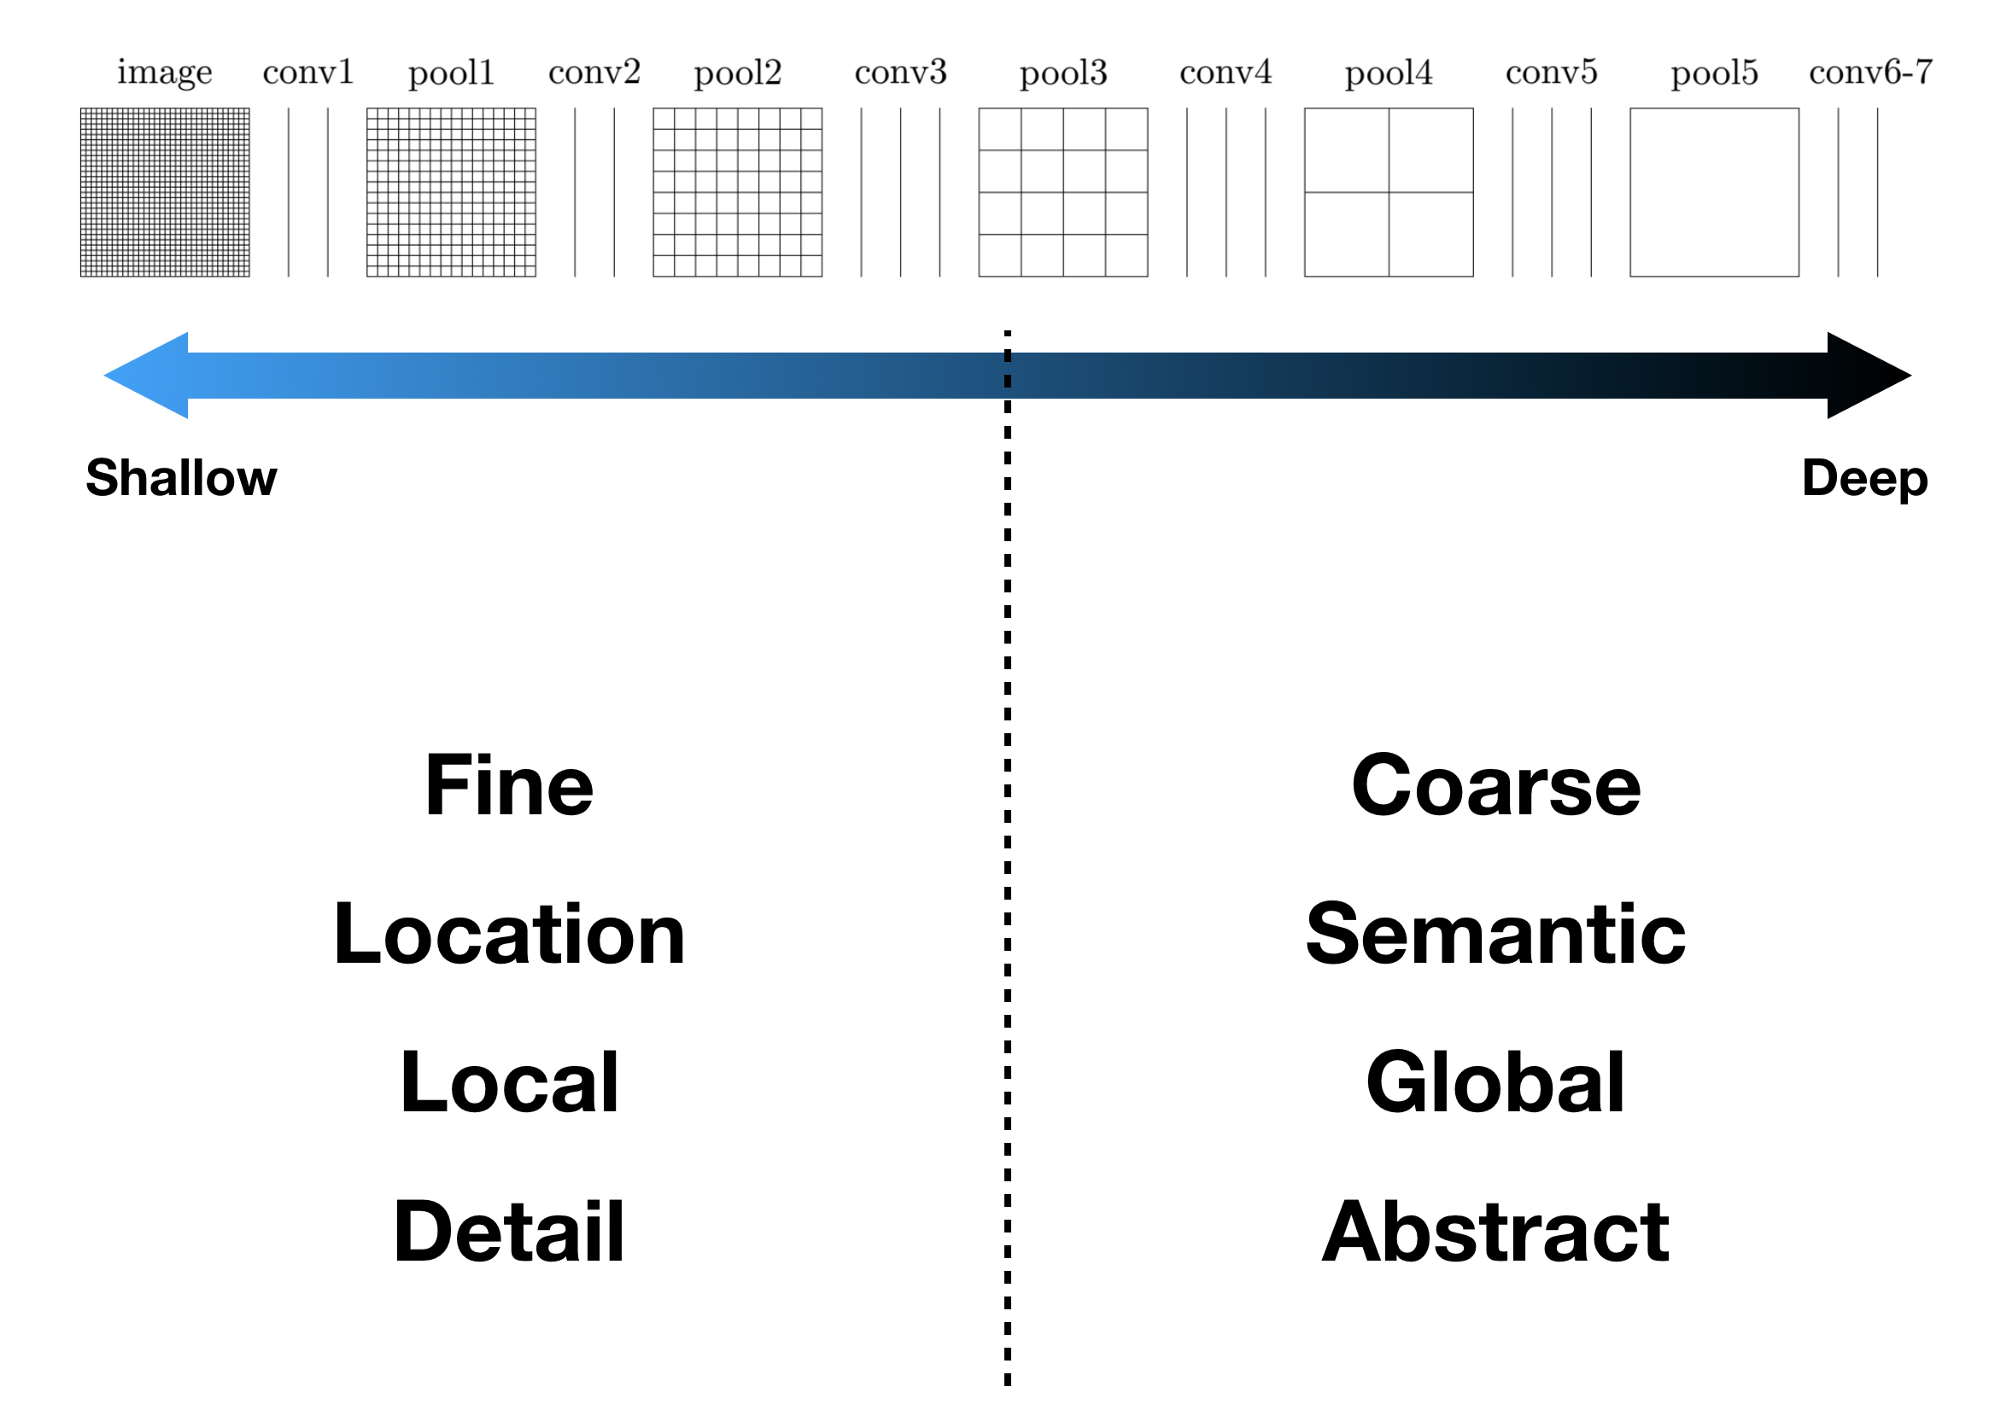 image conv1 pool1 conv2 pool2 conv3 pool3 conv4 pool4 conv5 pool5 conv6-7
Shallow Deep
Fine Coarse
Location Semantic
Local Global
Detail Abstract